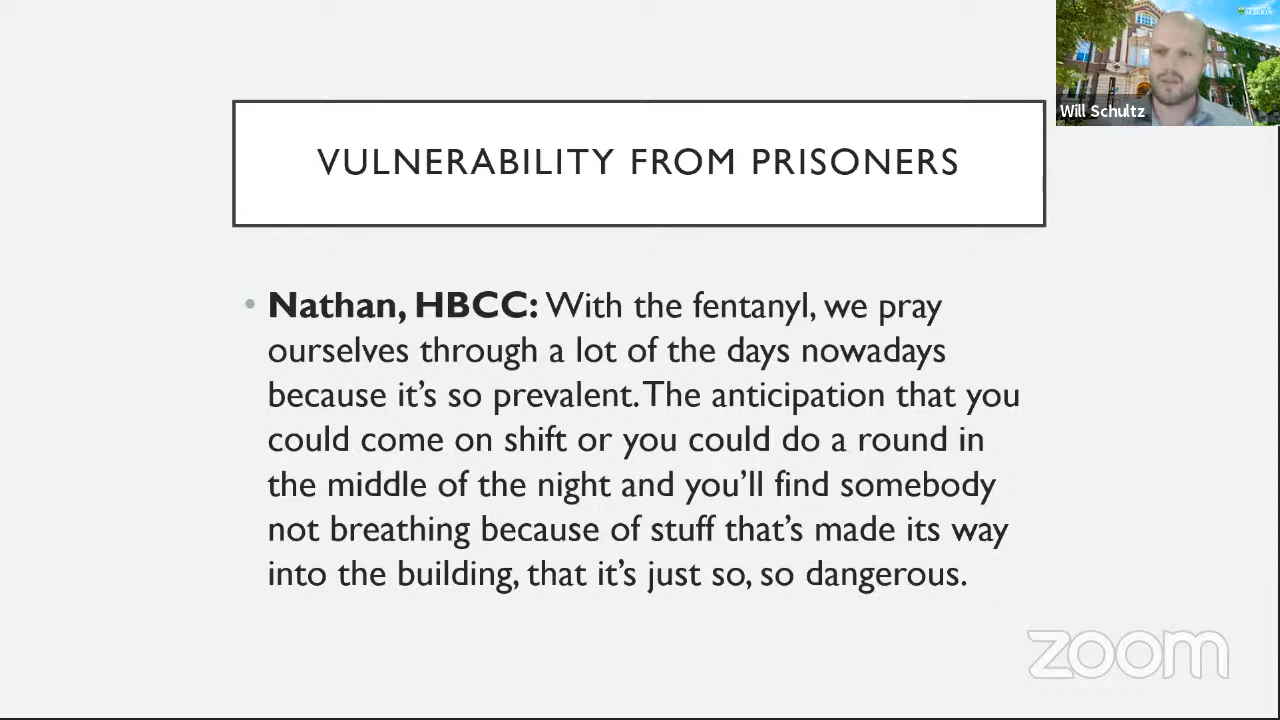 Will Schultz
VULNERABILITY FROM PRISONERS
• Nathan, HBCC: With the fentanyl, we pray
ourselves through a lot of the days nowadays
because it's so prevalent. The anticipation that you
could come on shift or you could do a round in
the middle of the night and you'll find somebody
not breathing because of stuff that's made its way
into the building, that it's just so, so dangerous.
zoom